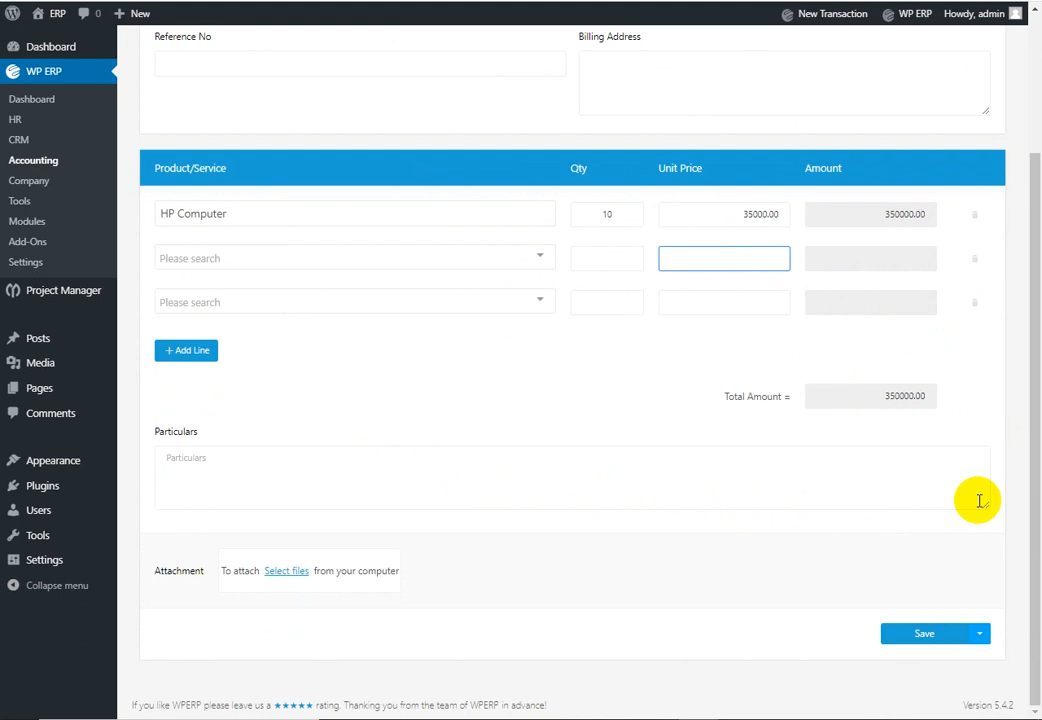 ERP
0
New
New Transaction
WP ERP
Howdy, admin
Dashboard
WP ERP
Dashboard
HR
CRM
Accounting
Company
Tools
Modules
Add-Ons
Settings
Project Manager
Posts
Media
Pages
Comments
Appearance
Plugins
Users
Tools
Settings
Collapse menu
Reference No
Billing Address
Product/Service Qty Unit Price Amount
HP Computer 10 35000.00 350000.00
Please search
Please search
+ Add Line
Total Amount = 350000.00
Particulars
Particulars
Attachment To attach Select files from your computer
Save
If you like WPERP please leave us a ★★★★★ rating. Thanking you from the team of WPERP in advance!
Version 5.4.2